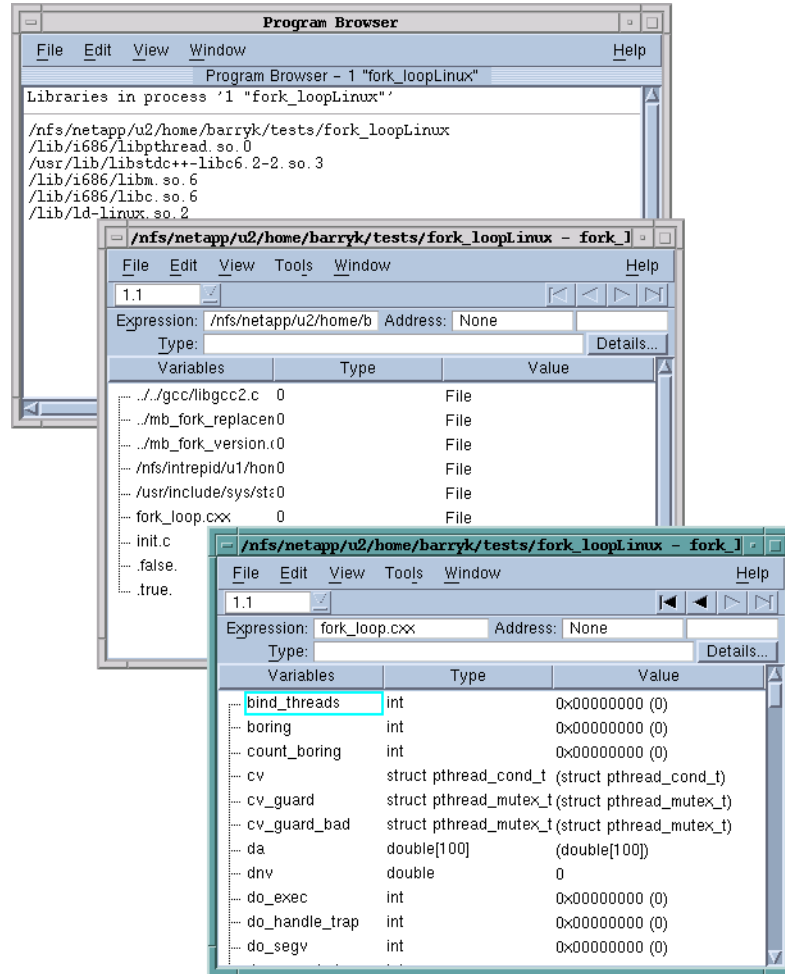 Program Browser
File Edit View Window Help
Program Browser – 1 "fork_loopLinux"
Libraries in process '1 "fork_loopLinux"'
/nfs/netapp/u2/home/barryk/tests/fork_loopLinux
/lib/i686/libpthread.so.0
/usr/lib/libstdc++-libc6.2-2.so.3
/lib/i686/libm.so.6
/lib/i686/libc.so.6
/lib/ld-linux.so.2
/nfs/netapp/u2/home/barryk/tests/fork_loopLinux - fork_l
File Edit View Tools Window Help
1.1
Expression: /nfs/netapp/u2/home/b Address: None
Type: Details...
Variables Type Value
../../gcc/libgcc2.c 0 File
../mb_fork_replacen 0 File
../mb_fork_version.( 0 File
/nfs/intrepid/u1/hon 0 File
/usr/include/sys/sta 0 File
fork_loop.cxx 0 File
init.c
.false.
.true.
/nfs/netapp/u2/home/barryk/tests/fork_loopLinux - fork_l
File Edit View Tools Window Help
1.1
Expression: fork_loop.cxx Address: None
Type: Details...
Variables Type Value
bind_threads int 0x00000000 (0)
boring int 0x00000000 (0)
count_boring int 0x00000000 (0)
cv struct pthread_cond_t (struct pthread_cond_t)
cv_guard struct pthread_mutex_t (struct pthread_mutex_t)
cv_guard_bad struct pthread_mutex_t (struct pthread_mutex_t)
da double[100] (double[100])
dnv double 0
do_exec int 0x00000000 (0)
do_handle_trap int 0x00000000 (0)
do_segv int 0x00000000 (0)